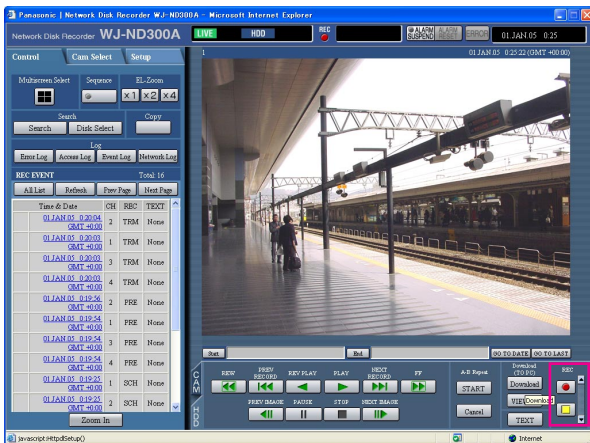 Panasonic | Network Disk Recorder WJ-ND300A - Microsoft Internet Explorer
Network Disk Recorder WJ-ND300A
LIVE HDD REC ALARM SUSPEND ALARM RESET ERROR 01.JAN.05 0:25
Control Cam Select Setup
1 01.JAN.05 0:25:22 (GMT +00:00)
Multiscreen Select Sequence EL-Zoom
x1 x2 x4
Search Copy
Search Disk Select
Log
Error Log Access Log Event Log Network Log
REC EVENT Total: 16
All List Refresh Prev Page Next Page
Time & Date CH REC TEXT
01.JAN.05 0:20:04 GMT +0:00 2 TRM None
01.JAN.05 0:20:03 GMT +0:00 1 TRM None
01.JAN.05 0:20:03 GMT +0:00 3 TRM None
01.JAN.05 0:20:03 GMT +0:00 4 TRM None
01.JAN.05 0:19:56 GMT +0:00 2 PRE None
01.JAN.05 0:19:54 GMT +0:00 1 PRE None
01.JAN.05 0:19:54 GMT +0:00 3 PRE None
01.JAN.05 0:19:54 GMT +0:00 4 PRE None
01.JAN.05 0:19:25 GMT +0:00 1 SCH None
01.JAN.05 0:19:25 GMT +0:00 2 SCH None
Zoom In
Start End GO TO DATE GO TO LAST
CAM
HDD
REW PREV RECORD REV PLAY PLAY NEXT RECORD FF
PREV IMAGE PAUSE STOP NEXT IMAGE
A-B Repeat
START
Cancel
Download (TO PC)
Download
Download
TEXT
REC
javascript:HttpdSetup() Internet